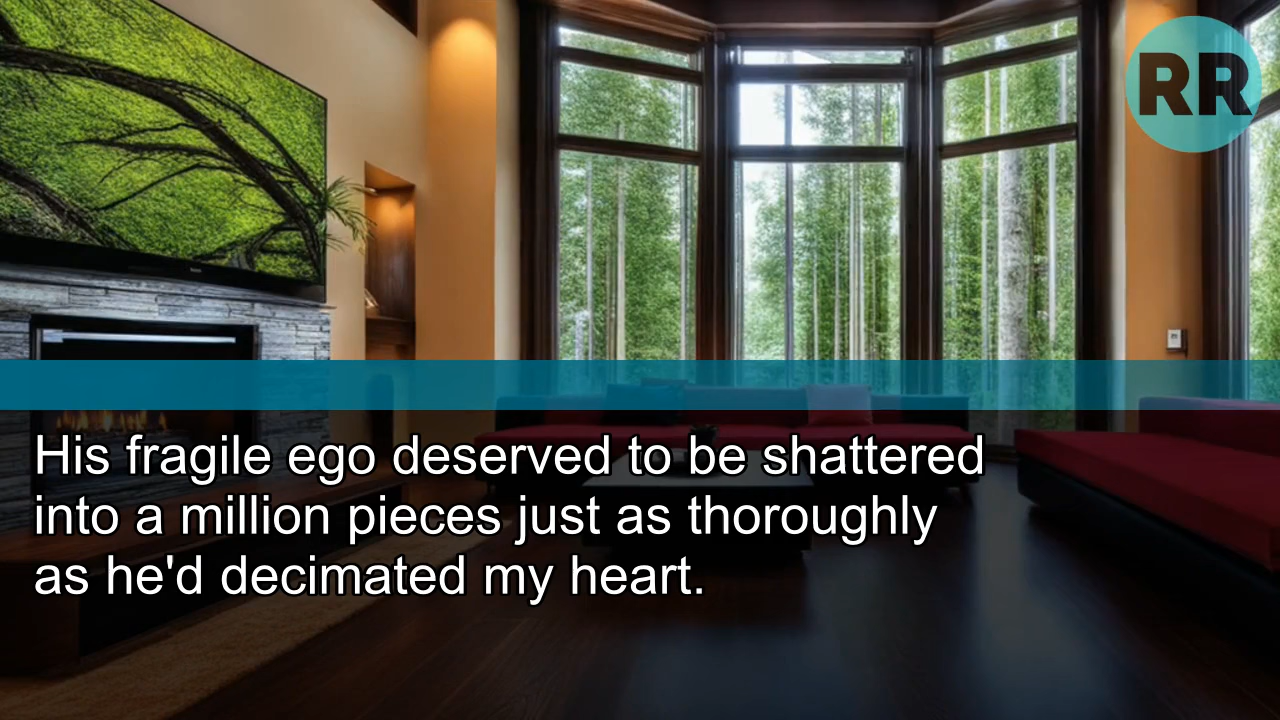 RR
His fragile ego deserved to be shattered
into a million pieces just as thoroughly
as he'd decimated my heart.